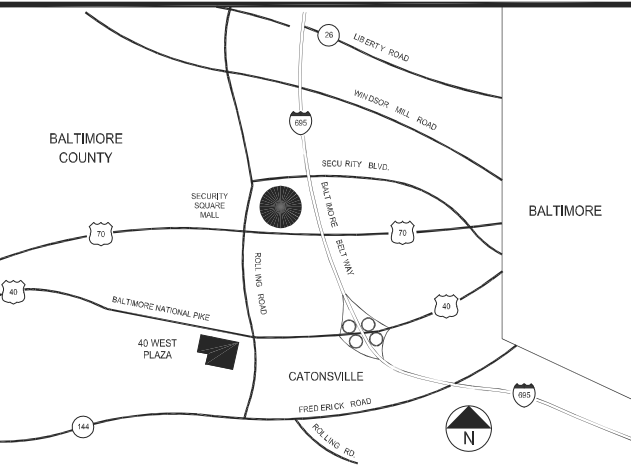 26
LIBERTY ROAD
WINDSOR MILL ROAD
695
BALTIMORE
COUNTY
SECURITY BLVD.
SECURITY
SQUARE
MALL
BALTIMORE BELTWAY
BALTIMORE
70
70
ROLLING ROAD
40
40
BALTIMORE NATIONAL PIKE
40 WEST
PLAZA
CATONSVILLE
695
FREDERICK ROAD
144
ROLLING RD.
N